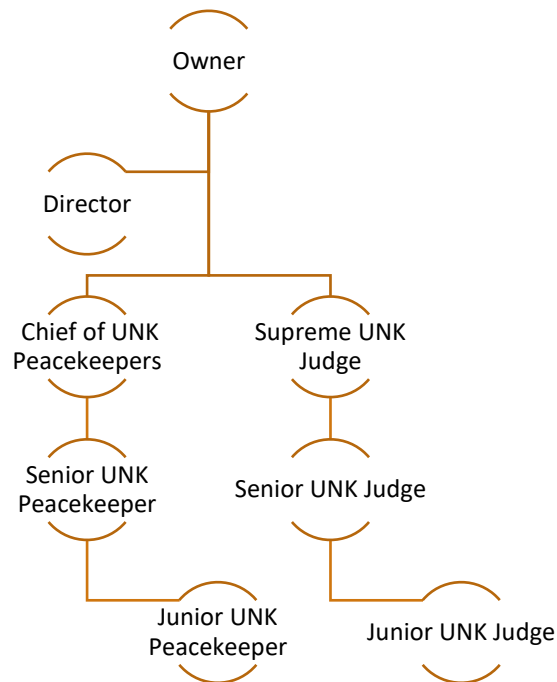 Owner
Director
Chief of UNK
Peacekeepers
Supreme UNK
Judge
Senior UNK
Peacekeeper
Senior UNK Judge
Junior UNK
Peacekeeper
Junior UNK Judge